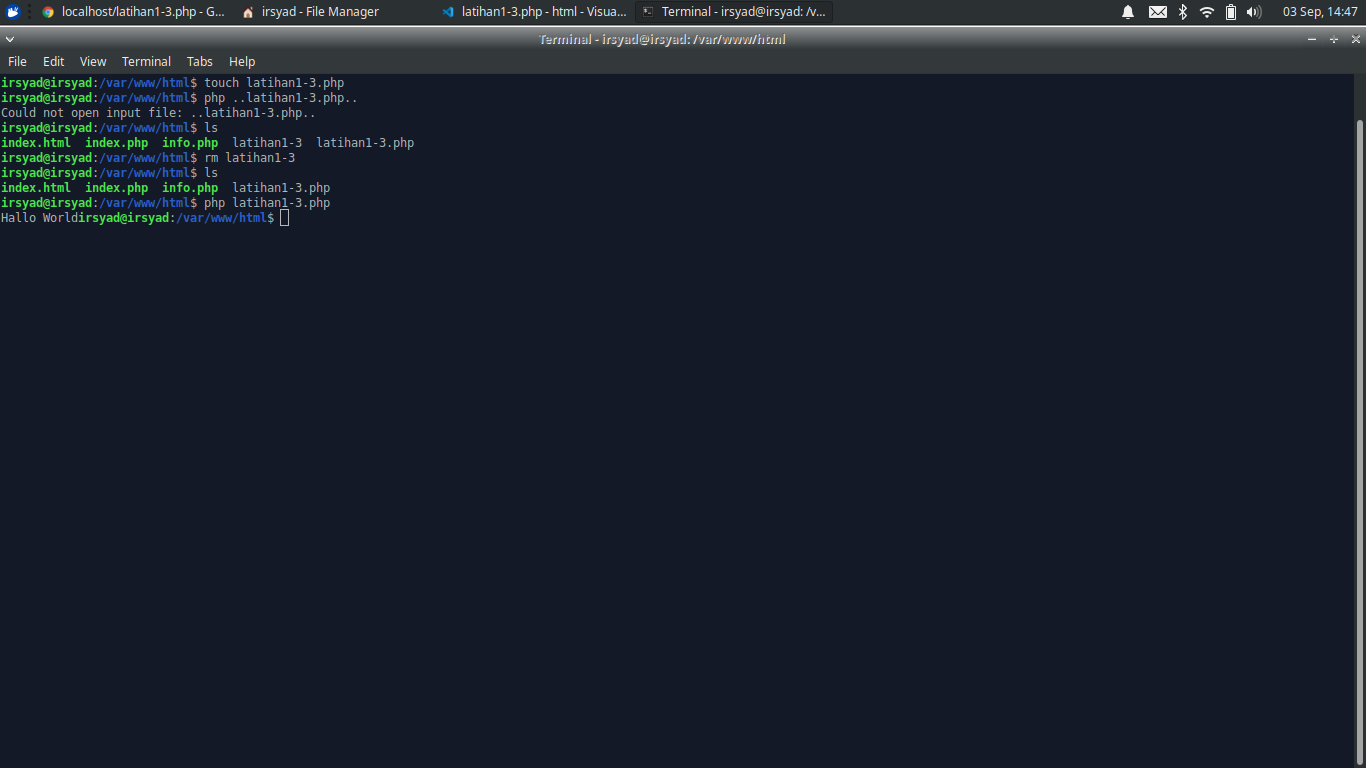 localhost/latihan1-3.php - G...
irsyad - File Manager
latihan1-3.php - html - Visua...
Terminal - irsyad@irsyad: /v...
03 Sep, 14:47
Terminal - irsyad@irsyad: /var/www/html
File Edit View Terminal Tabs Help
irsyad@irsyad:/var/www/html$ touch latihan1-3.php
irsyad@irsyad:/var/www/html$ php ..latihan1-3.php..
Could not open input file: ..latihan1-3.php..
irsyad@irsyad:/var/www/html$ ls
index.html  index.php  info.php  latihan1-3  latihan1-3.php
irsyad@irsyad:/var/www/html$ rm latihan1-3
irsyad@irsyad:/var/www/html$ ls
index.html  index.php  info.php  latihan1-3.php
irsyad@irsyad:/var/www/html$ php latihan1-3.php
Hallo Worldirsyad@irsyad:/var/www/html$